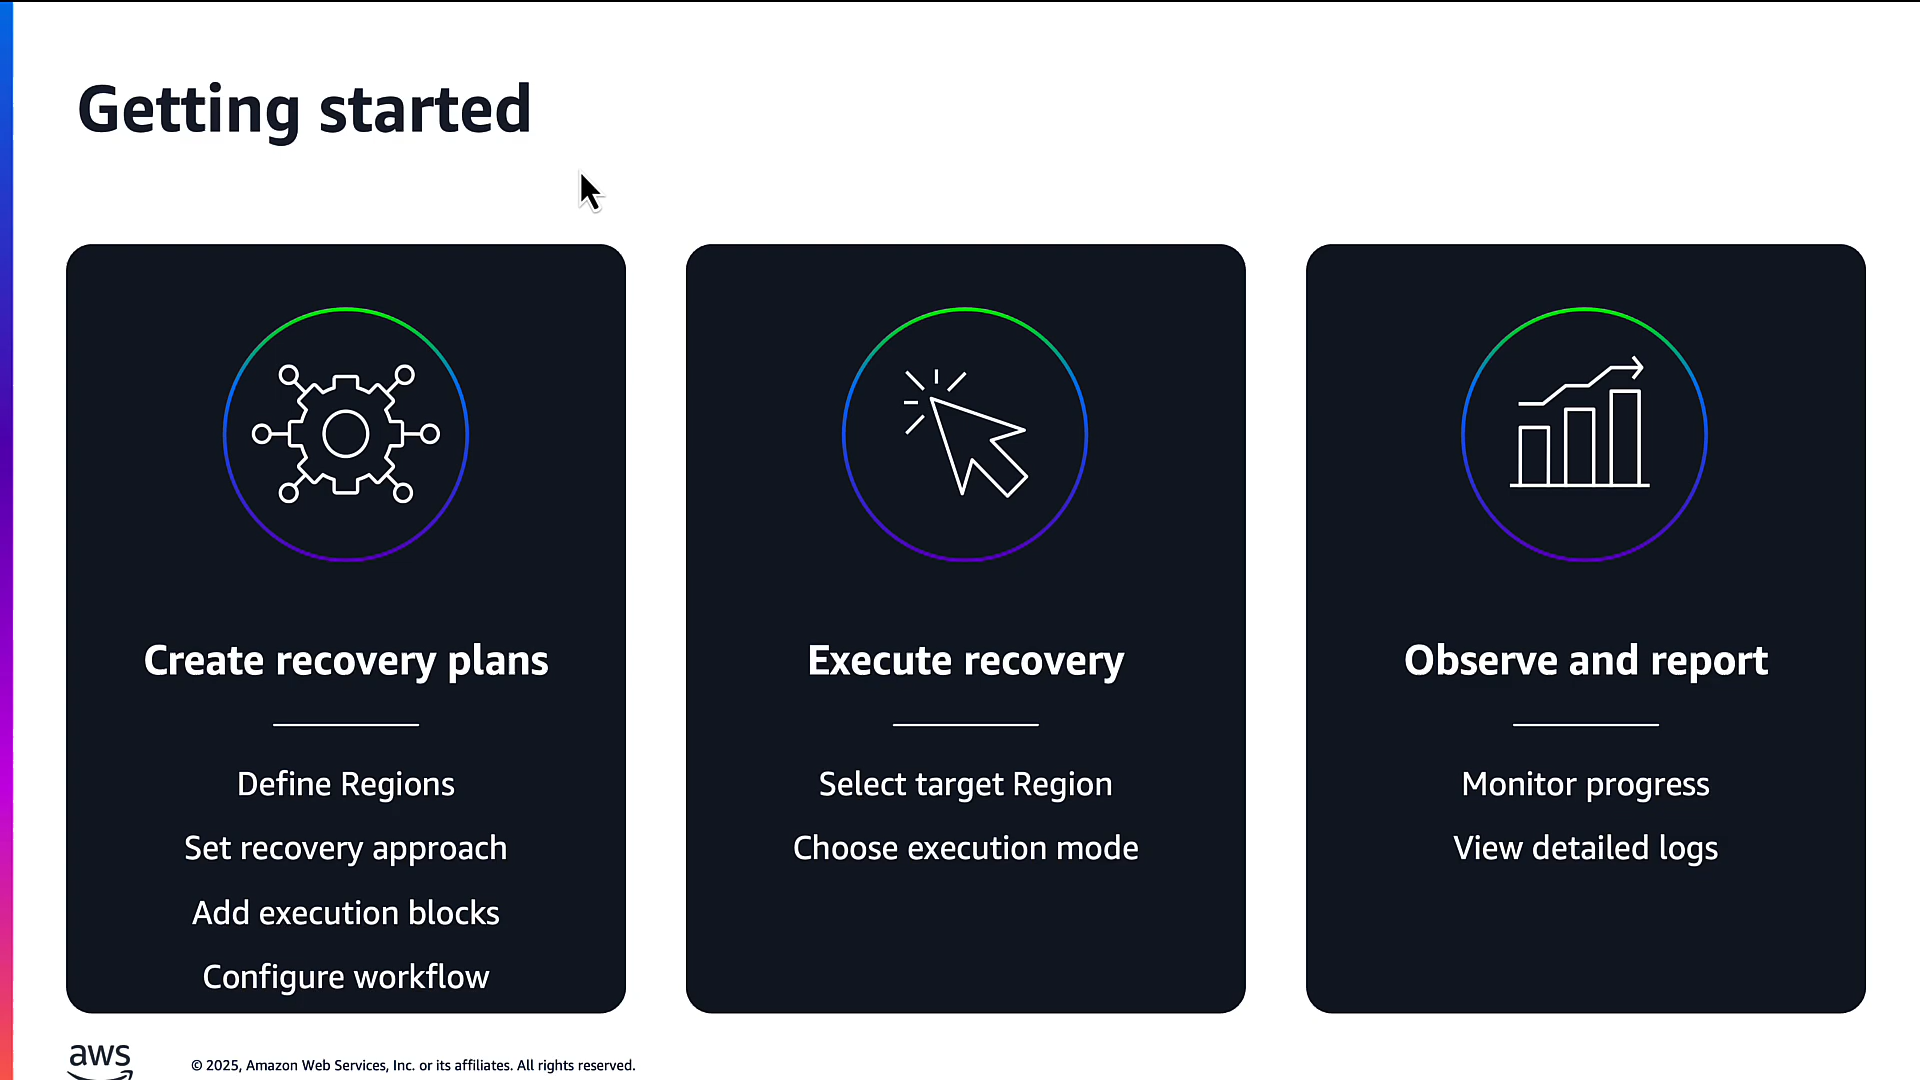 Getting started
Create recovery plans
Define Regions
Set recovery approach
Add execution blocks
Configure workflow
Execute recovery
Select target Region
Choose execution mode
Observe and report
Monitor progress
View detailed logs
aws
© 2025, Amazon Web Services, Inc. or its affiliates. All rights reserved.